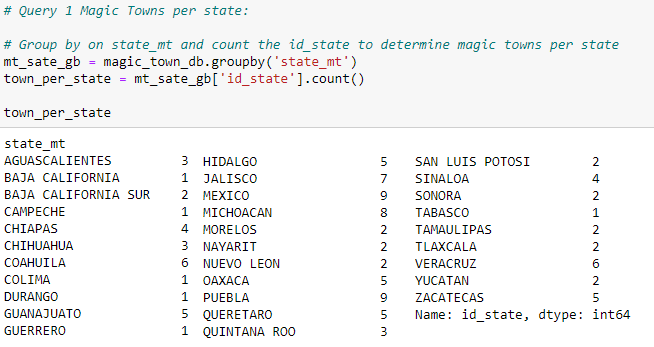 # Query 1 Magic Towns per state:
# Group by on state_mt and count the id_state to determine magic towns per state
mt_sate_gb = magic_town_db.groupby('state_mt')
town_per_state = mt_sate_gb['id_state'].count()
town_per_state
state_mt
AGUASCALIENTES 3
BAJA CALIFORNIA 1
BAJA CALIFORNIA SUR 2
CAMPECHE 1
CHIAPAS 4
CHIHUAHUA 3
COAHUILA 6
COLIMA 1
DURANGO 1
GUANAJUATO 5
GUERRERO 1
HIDALGO 5
JALISCO 7
MEXICO 9
MICHOACAN 8
MORELOS 2
NAYARIT 2
NUEVO LEON 2
OAXACA 5
PUEBLA 9
QUERETARO 5
QUINTANA ROO 3
SAN LUIS POTOSI 2
SINALOA 4
SONORA 2
TABASCO 1
TAMAULIPAS 2
TLAXCALA 2
VERACRUZ 6
YUCATAN 2
ZACATECAS 5
Name: id_state, dtype: int64